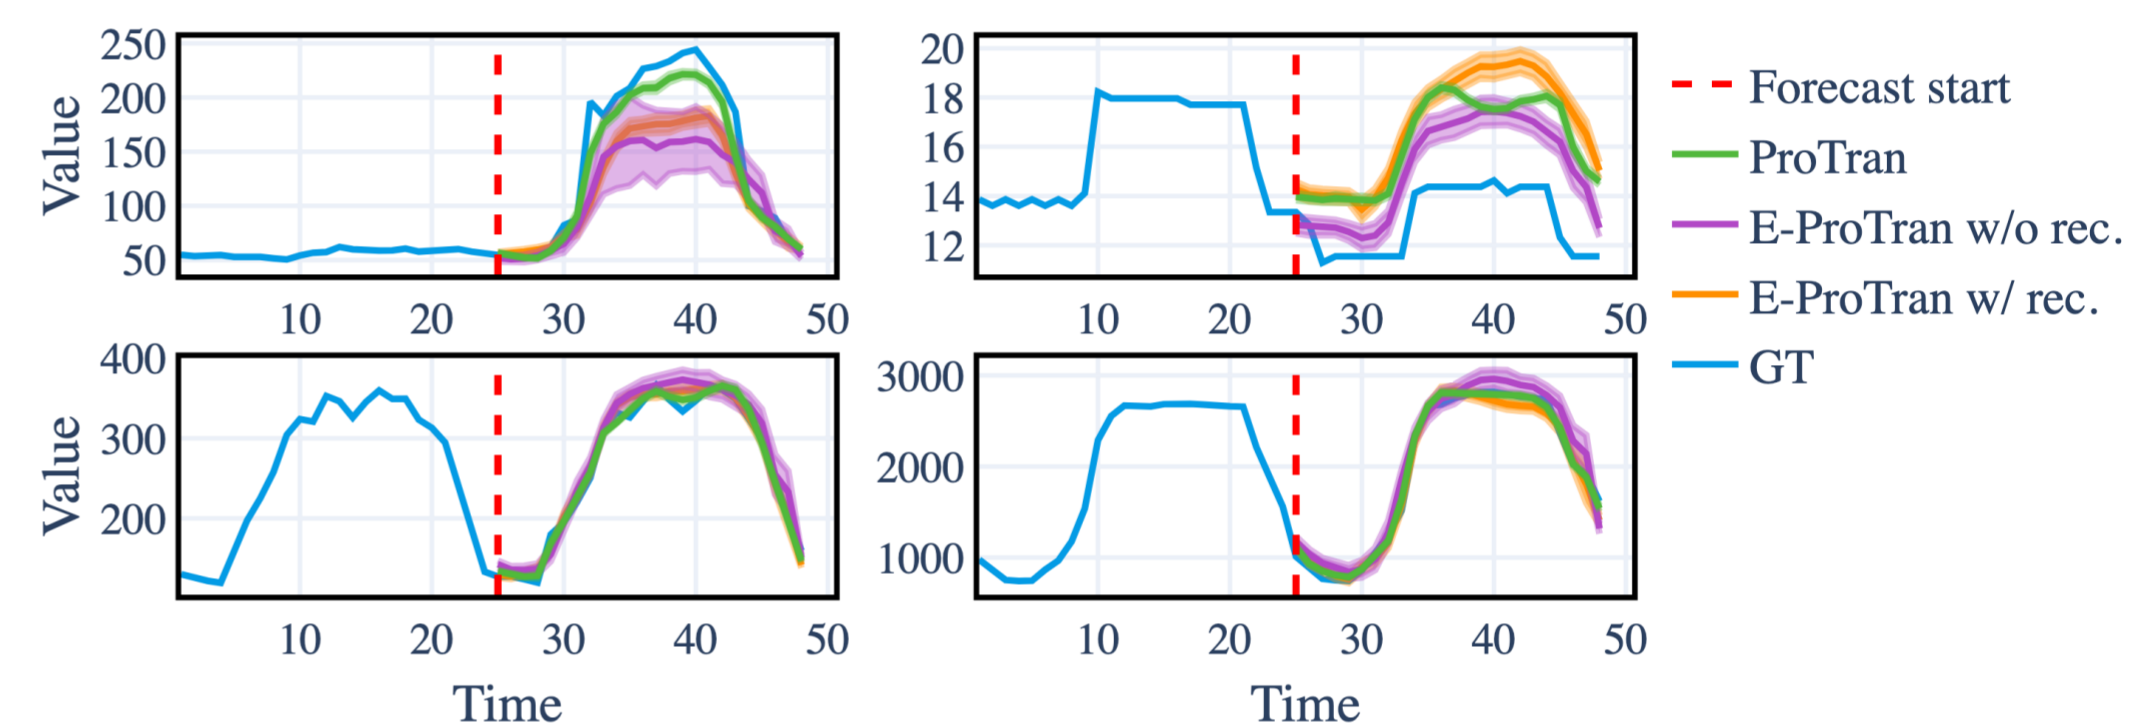 250
200
150
100
50
Value
10 20 30 40 50
20
18
16
14
12
10 20 30 40 50
Forecast start
ProTran
E-ProTran w/o rec.
E-ProTran w/ rec.
GT
400
300
200
Value
10 20 30 40 50
Time
3000
2000
1000
10 20 30 40 50
Time